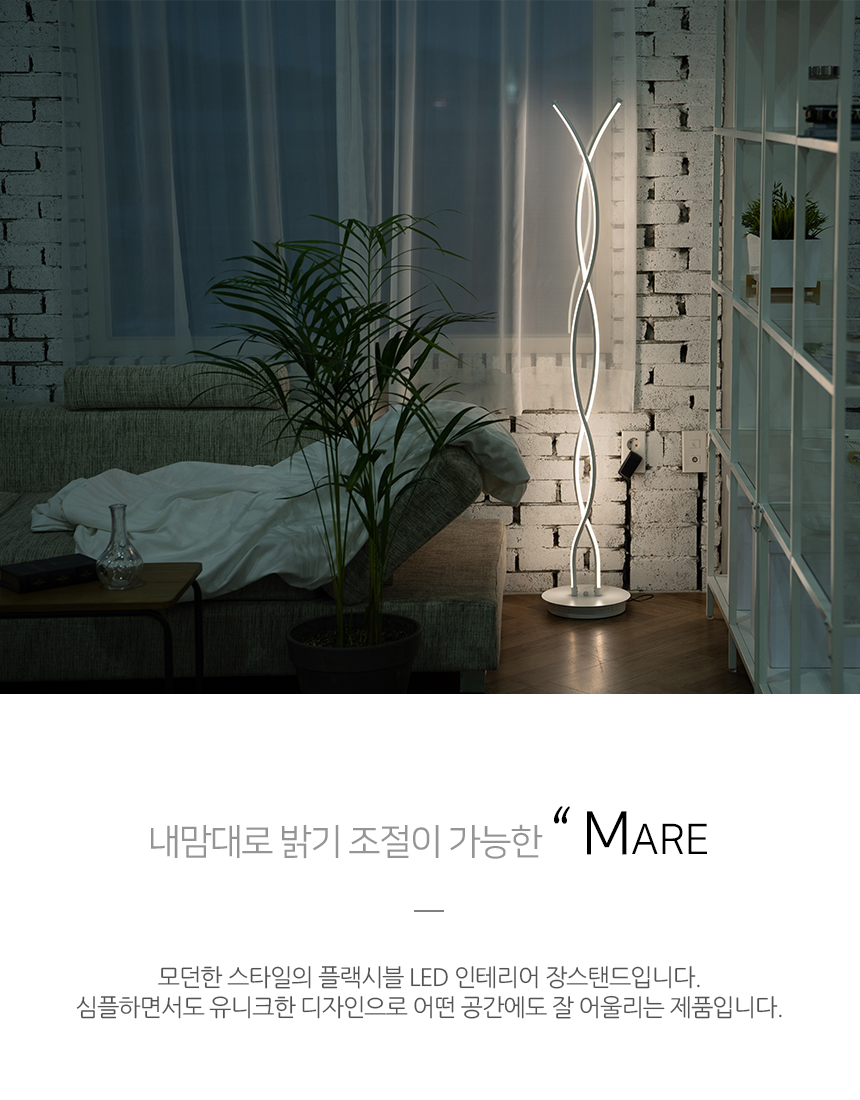 내맘대로 밝기 조절이 가능한 “ MARE
모던한 스타일의 플랙시블 LED 인테리어 장스탠드입니다.
심플하면서도 유니크한 디자인으로 어떤 공간에도 잘 어울리는 제품입니다.